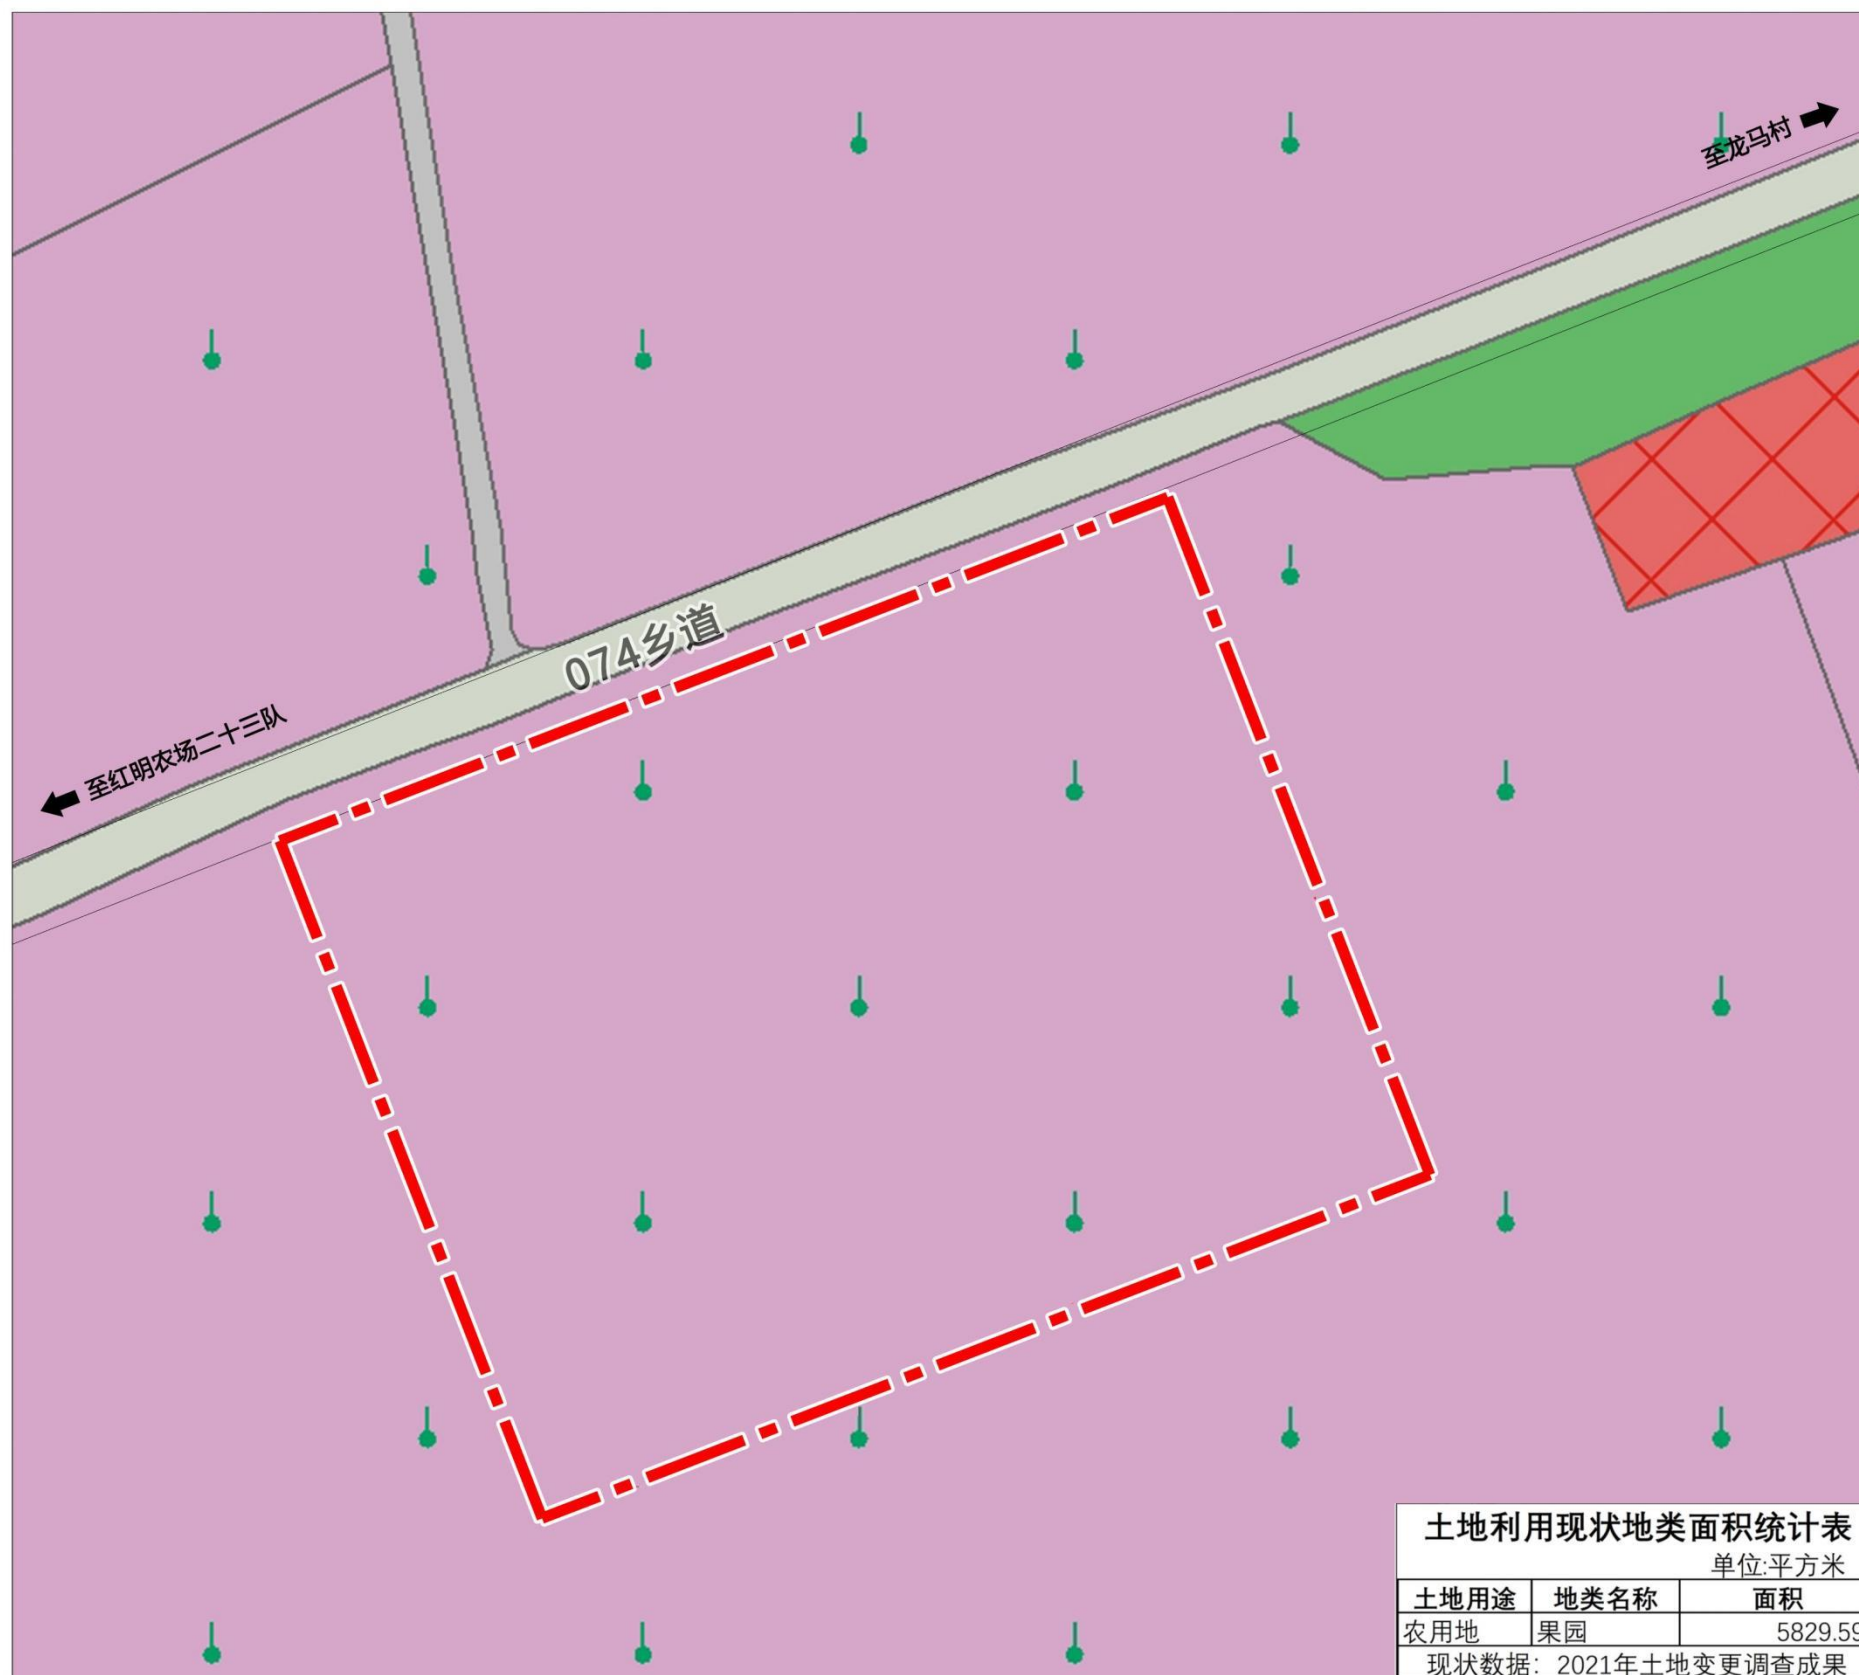 至龙马村
074乡道
至红明农场二十三队
土地利用现状地类面积统计表
单位:平方米
土地用途 地类名称 面积
农用地 果园 5829.59
现状数据：2021年土地变更调查成果